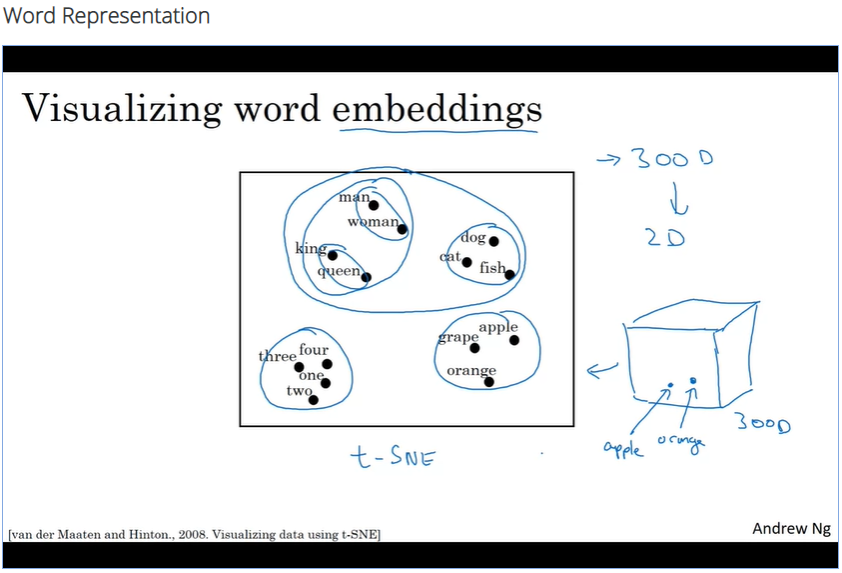 Word Representation
Visualizing word embeddings
→ 300 D
2D
man
woman
king
queen
dog
cat
fish
grape
apple
orange
three
four
one
two
300D
apple
orange
t-SNE
Andrew Ng
[van der Maaten and Hinton., 2008. Visualizing data using t-SNE]